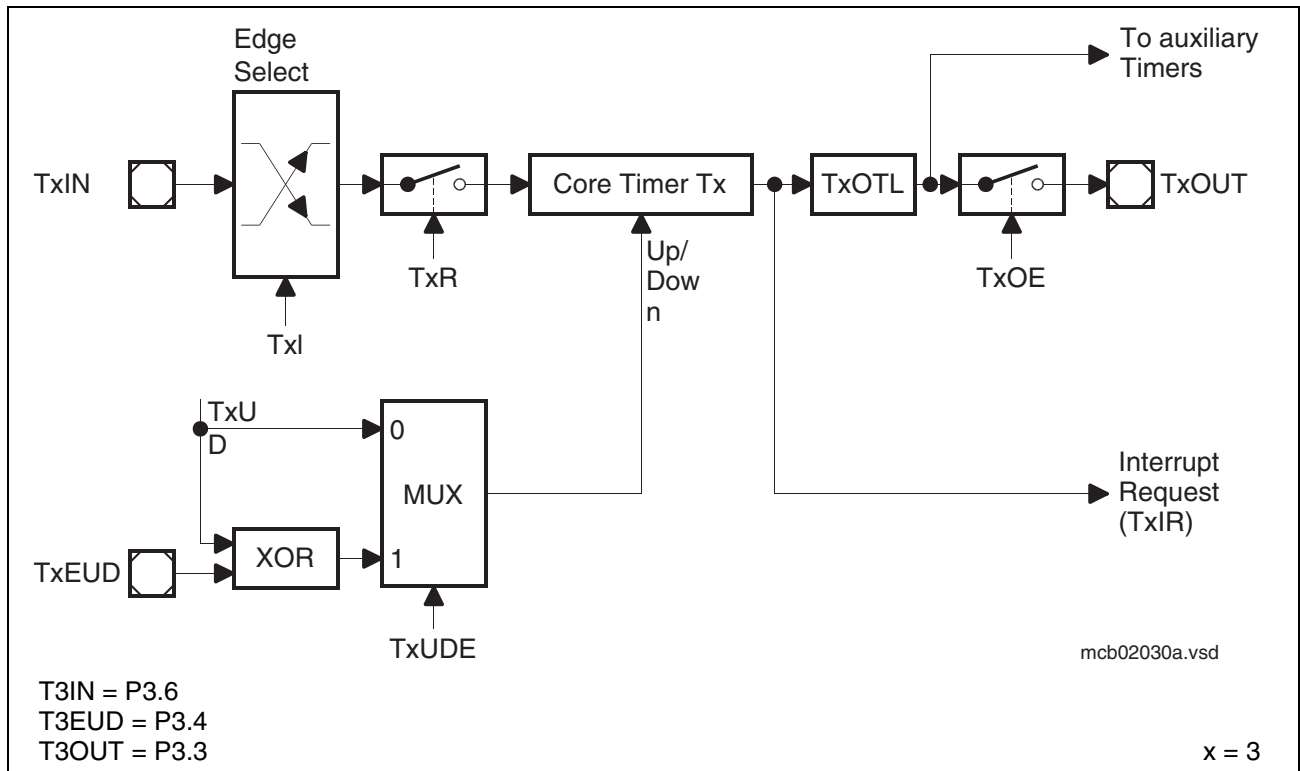 Edge
Select
To auxiliary
Timers
TxIN
Core Timer Tx
TxOTL
TxOUT
TxR
Up/
Dow
n
TxOE
TxI
TxU
D
0
MUX
1
XOR
TxEUD
TxUDE
Interrupt
Request
(TxIR)
mcb02030a.vsd
T3IN = P3.6
T3EUD = P3.4
T3OUT = P3.3
x = 3